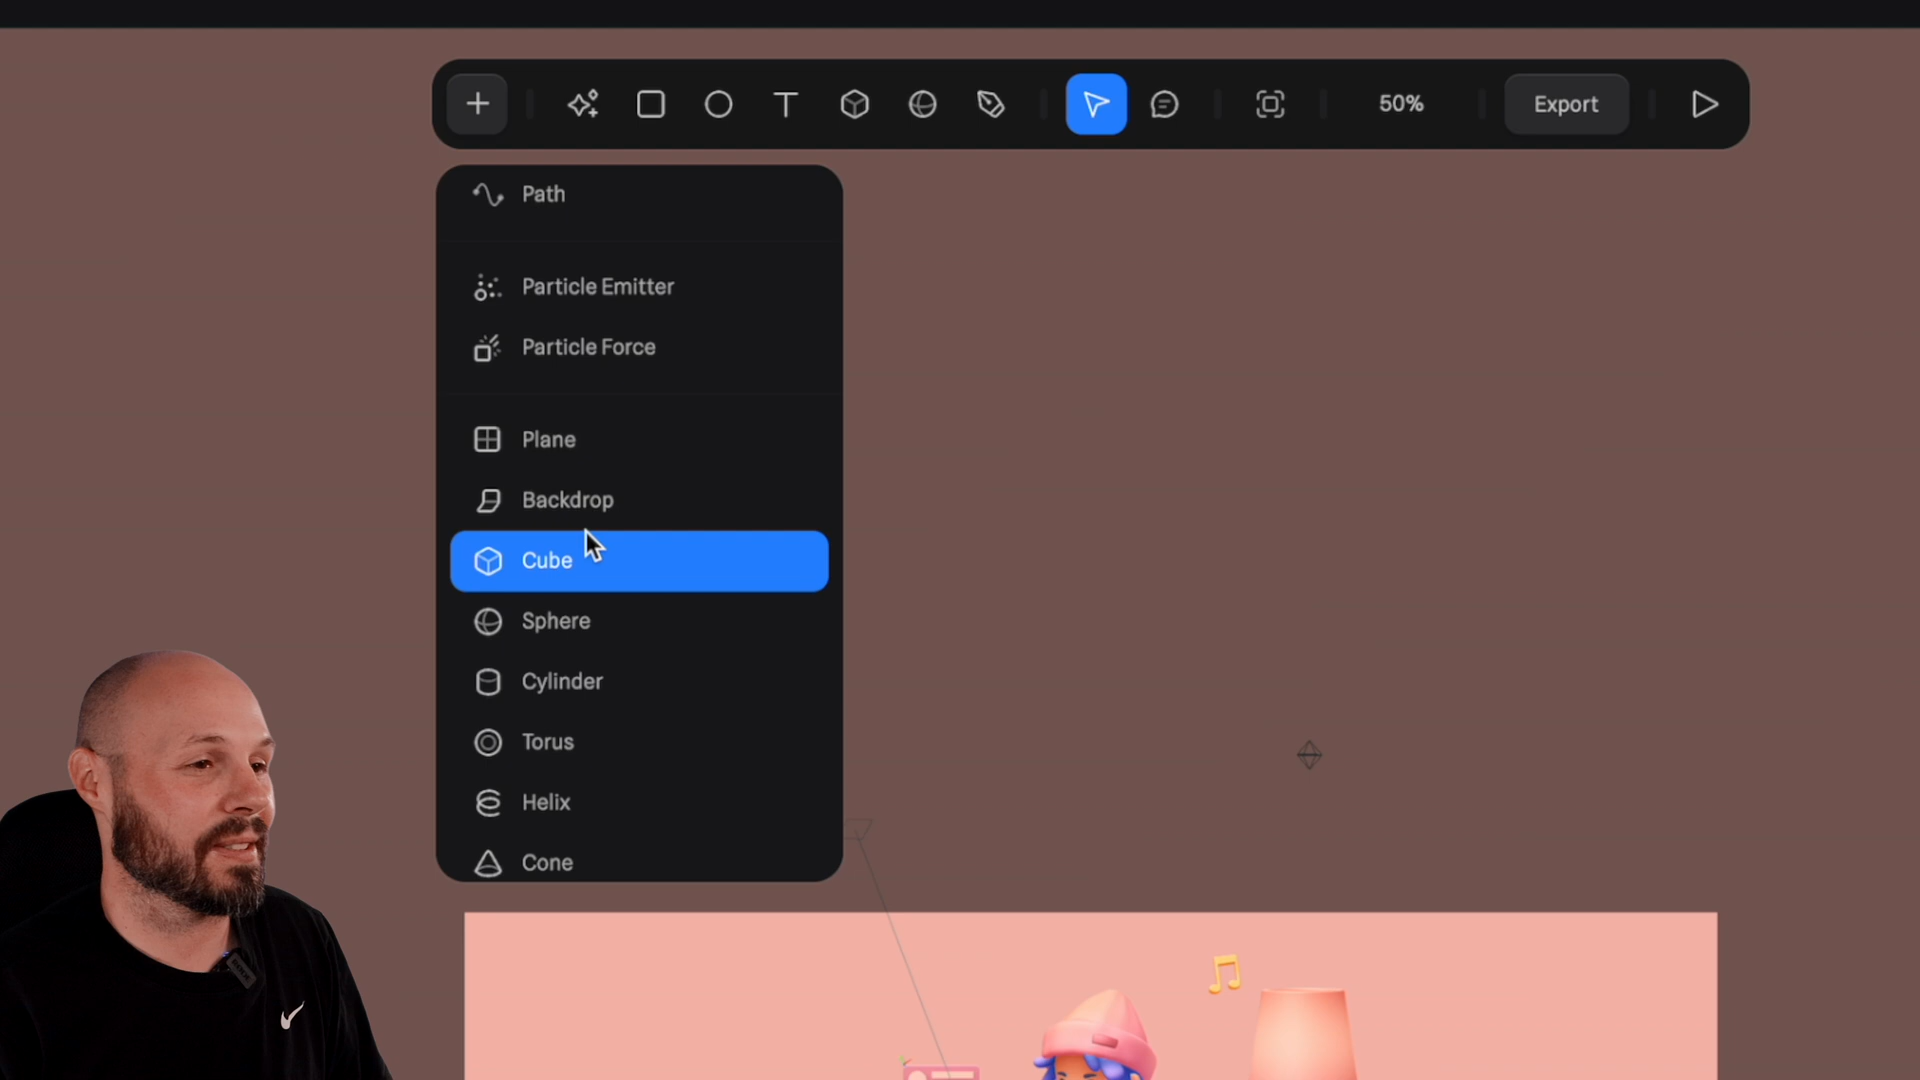 50%
Export
Path
Particle Emitter
Particle Force
Plane
Backdrop
Cube
Sphere
Cylinder
Torus
Helix
Cone